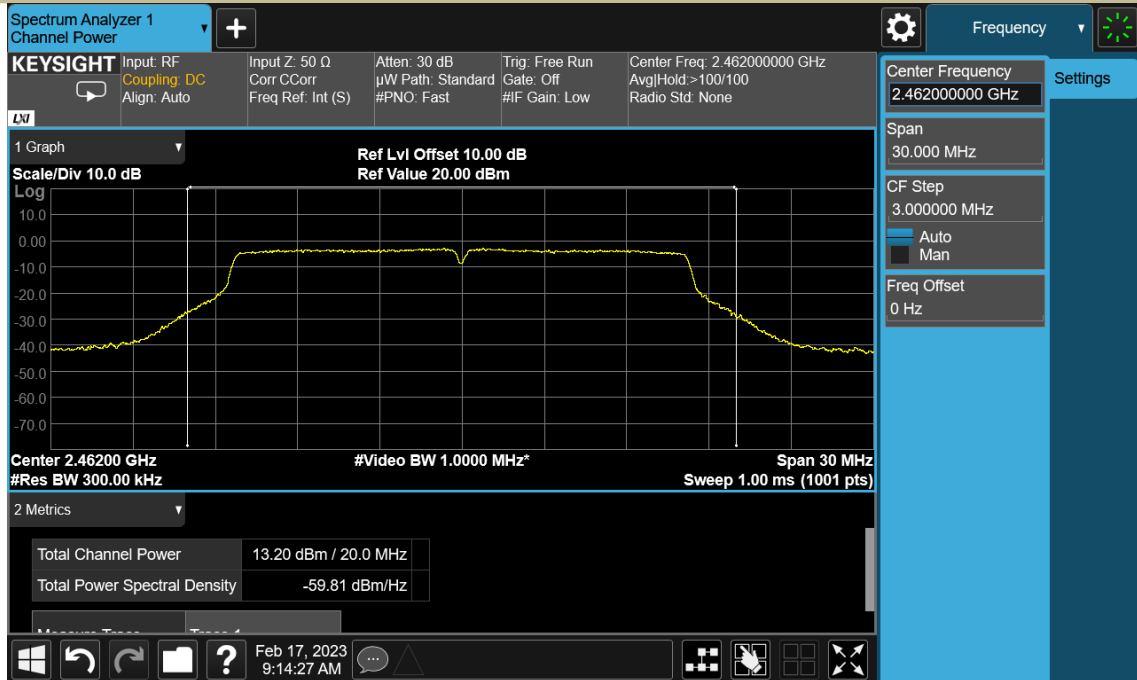 Spectrum Analyzer 1
Channel Power
Frequency
KEYSIGHT
LXI
Input: RF
Coupling: DC
Align: Auto
Input Z: 50 Ω
Corr CCorr
Freq Ref: Int (S)
Atten: 30 dB
µW Path: Standard
#PNO: Fast
Trig: Free Run
Gate: Off
#IF Gain: Low
Center Freq: 2.462000000 GHz
Avg|Hold:>100/100
Radio Std: None
Center Frequency
2.462000000 GHz
Settings
Span
30.000 MHz
CF Step
3.000000 MHz
Auto
Man
Freq Offset
0 Hz
1 Graph
Scale/Div 10.0 dB
Ref Lvl Offset 10.00 dB
Ref Value 20.00 dBm
Log
10.0
0.00
-10.0
-20.0
-30.0
-40.0
-50.0
-60.0
-70.0
Center 2.46200 GHz
#Video BW 1.0000 MHz*
Span 30 MHz
#Res BW 300.00 kHz
Sweep 1.00 ms (1001 pts)
2 Metrics
Total Channel Power 13.20 dBm / 20.0 MHz
Total Power Spectral Density -59.81 dBm/Hz
Measure Trace Trace 1
Feb 17, 2023
9:14:27 AM